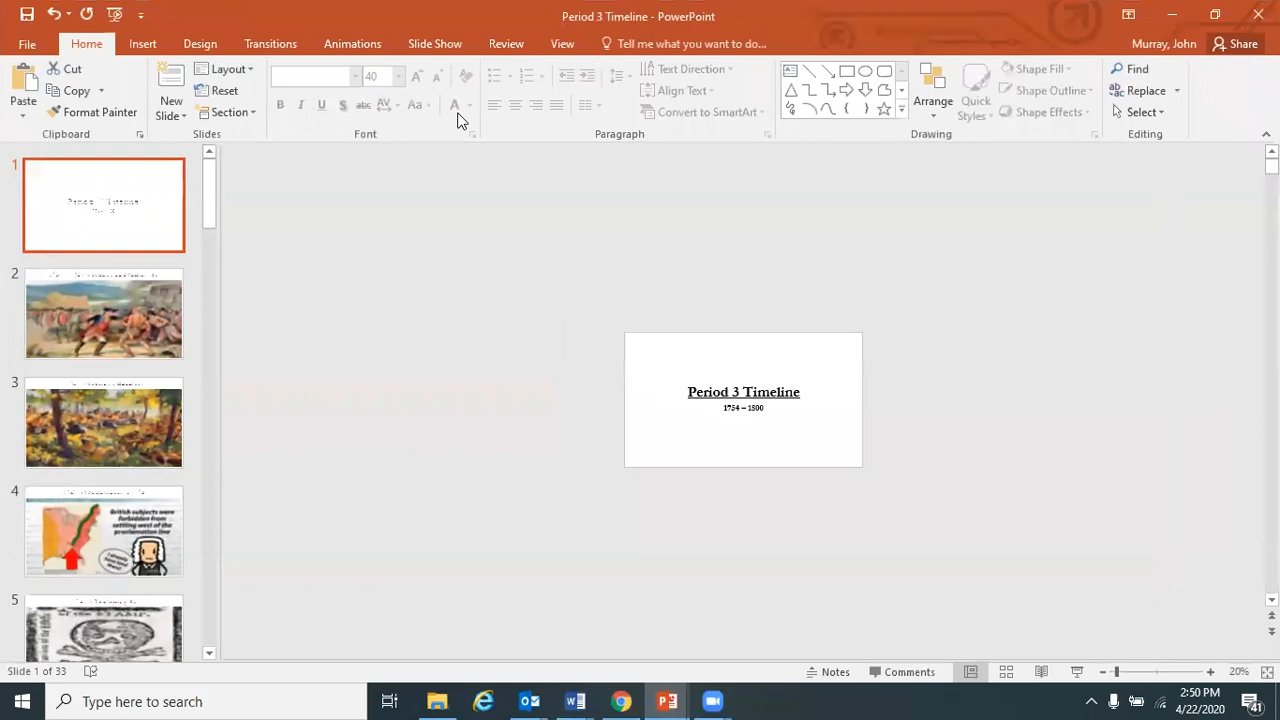 Period 3 Timeline - PowerPoint
File Home Insert Design Transitions Animations Slide Show Review View Tell me what you want to do... Murray, John Share
Paste
Cut
Copy
Format Painter
Clipboard
New
Slide
Layout
Reset
Section
Slides
40
B I U S abc AV Aa A
Font
Text Direction
Align Text
Convert to SmartArt
Paragraph
Arrange
Quick
Styles
Shape Fill
Shape Outline
Shape Effects
Drawing
Find
Replace
Select
Editing
1
2
3
4
British subjects were
forbidden from
settling west of the
proclamation line
5
Period 3 Timeline
1754 – 1800
Slide 1 of 33
Notes Comments 20%
Type here to search
2:50 PM
4/22/2020
41